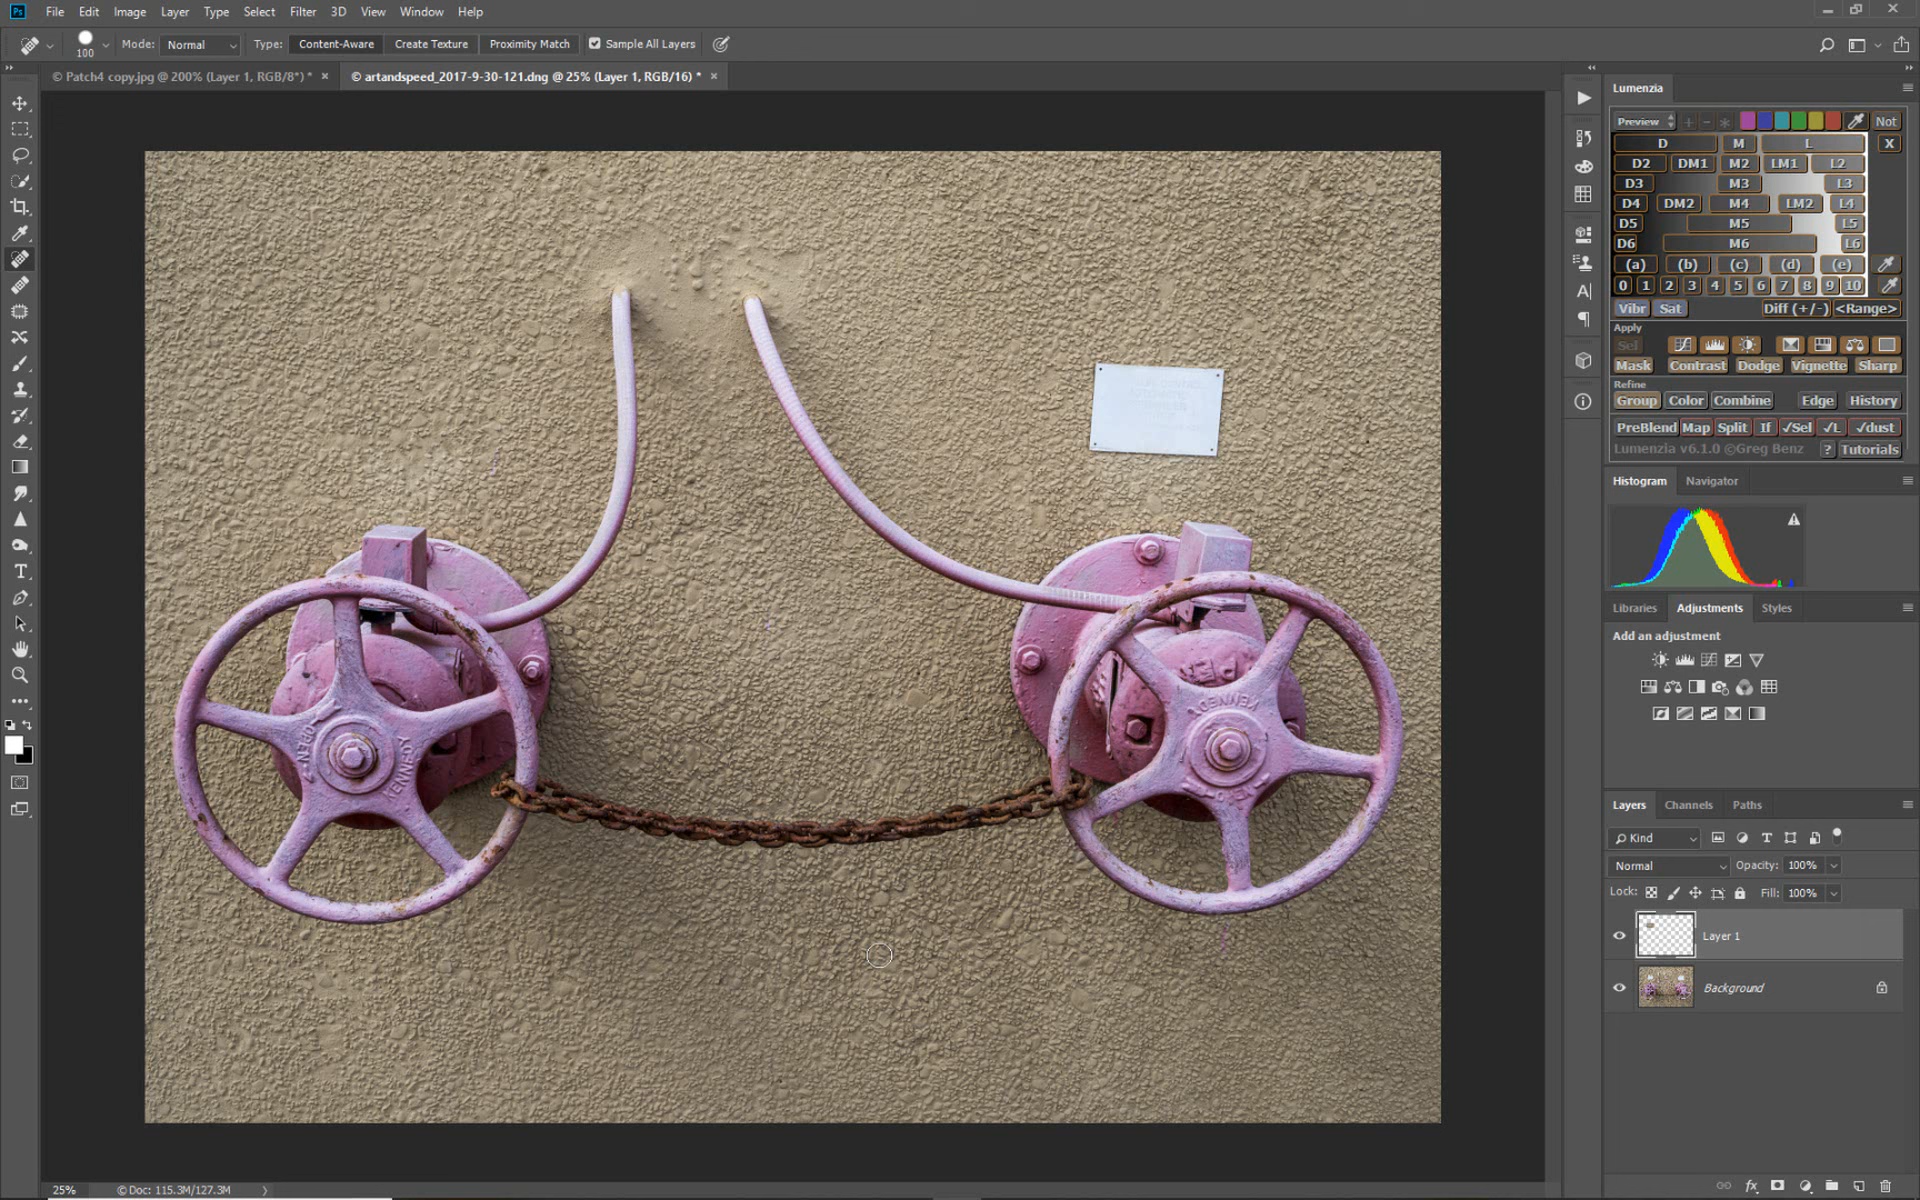 Ps File Edit Image Layer Type Select Filter 3D View Window Help
100 Mode: Normal Type: Content-Aware Create Texture Proximity Match Sample All Layers
© Patch4 copy.jpg @ 200% (Layer 1, RGB/8*) * × © artandspeed_2017-9-30-121.dng @ 25% (Layer 1, RGB/16) * ×
Lumenzia
Preview + - * Not
D M L X
D2 DM1 M2 LM1 L2
D3 M3 L3
D4 DM2 M4 LM2 L4
D5 M5 L5
D6 M6 L6
(a) (b) (c) (d) (e)
0 1 2 3 4 5 6 7 8 9 10
Vibr Sat Diff (+/-) <Range>
Apply
Sel
Mask Contrast Dodge Vignette Sharp
Refine
Group Color Combine Edge History
PreBlend Map Split If √Sel √L √dust
Lumenzia v6.1.0 ©Greg Benz ? Tutorials
Histogram Navigator
Libraries Adjustments Styles
Add an adjustment
OPEN
KENNEDY
KENNEDY
Layers Channels Paths
Kind
Normal Opacity: 100%
Lock: Fill: 100%
Layer 1
Background
25% © Doc: 115.3M/127.3M
fx